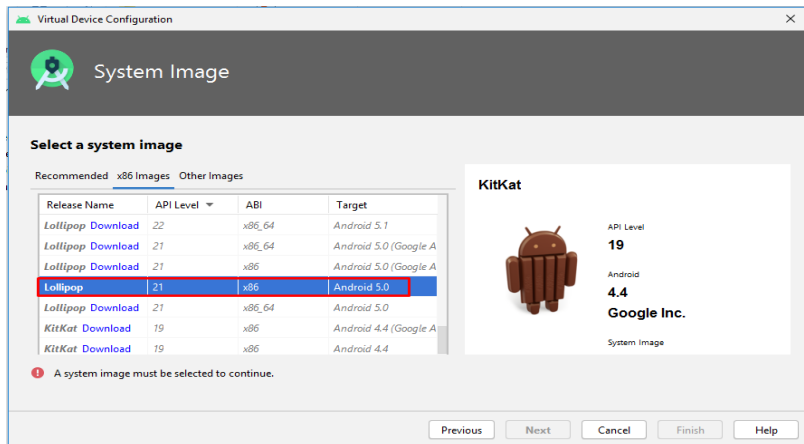 Virtual Device Configuration
System Image
Select a system image
Recommended x86 Images Other Images
Release Name API Level ABI Target
Lollipop Download 22 x86_64 Android 5.1
Lollipop Download 21 x86_64 Android 5.0 (Google A
Lollipop Download 21 x86 Android 5.0 (Google A
Lollipop 21 x86 Android 5.0
Lollipop Download 21 x86_64 Android 5.0
KitKat Download 19 x86 Android 4.4 (Google A
KitKat Download 19 x86 Android 4.4
KitKat
API Level
19
Android
4.4
Google Inc.
System Image
A system image must be selected to continue.
Previous Next Cancel Finish Help